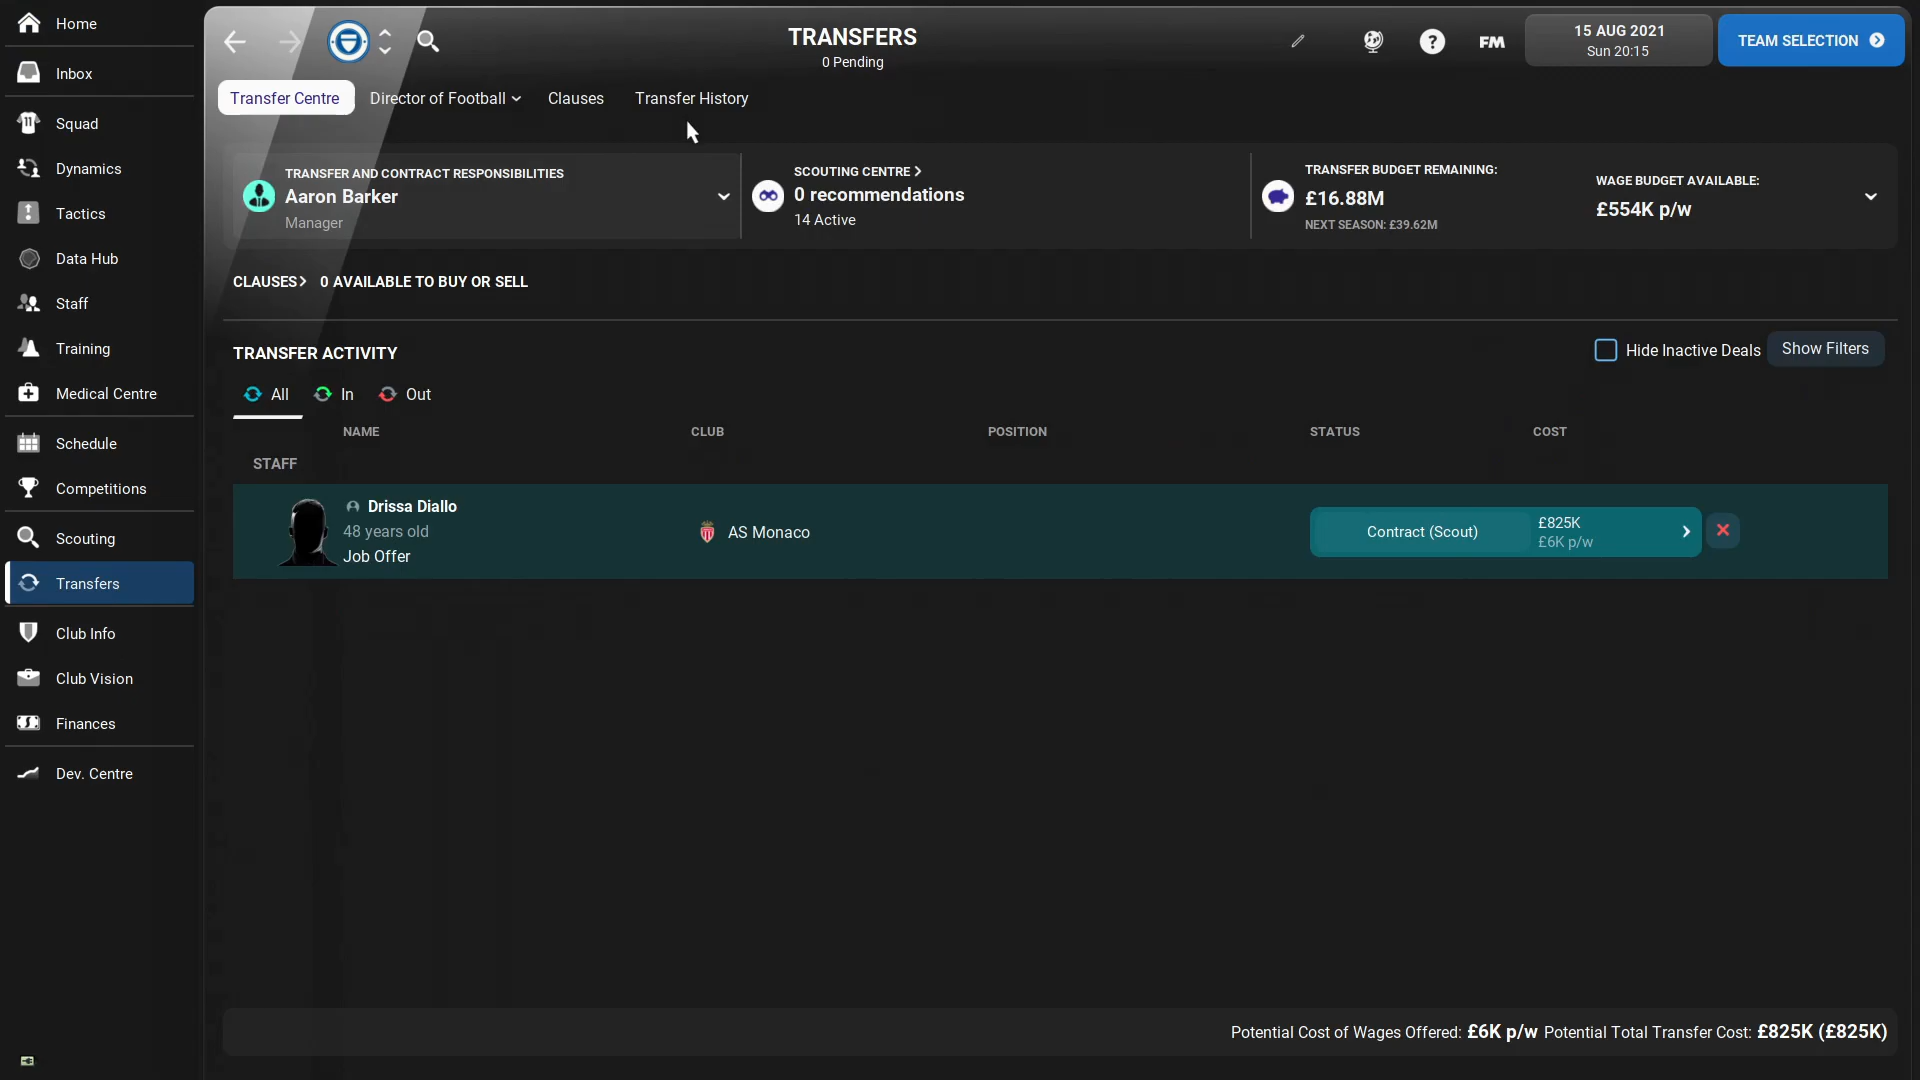 Home
Inbox
Squad
Dynamics
Tactics
Data Hub
Staff
Training
Medical Centre
Schedule
Competitions
Scouting
Transfers
Club Info
Club Vision
Finances
Dev. Centre
TRANSFERS
0 Pending
FM
15 AUG 2021
Sun 20:15
TEAM SELECTION
Transfer Centre
Director of Football
Clauses
Transfer History
TRANSFER AND CONTRACT RESPONSIBILITIES
Aaron Barker
Manager
SCOUTING CENTRE
0 recommendations
14 Active
TRANSFER BUDGET REMAINING:
£16.88M
NEXT SEASON: £39.62M
WAGE BUDGET AVAILABLE:
£554K p/w
CLAUSES 0 AVAILABLE TO BUY OR SELL
TRANSFER ACTIVITY
Hide Inactive Deals
Show Filters
All
In
Out
NAME CLUB POSITION STATUS COST
STAFF
Drissa Diallo
48 years old
Job Offer
AS Monaco
Contract (Scout)
£825K
£6K p/w
Potential Cost of Wages Offered: £6K p/w Potential Total Transfer Cost: £825K (£825K)